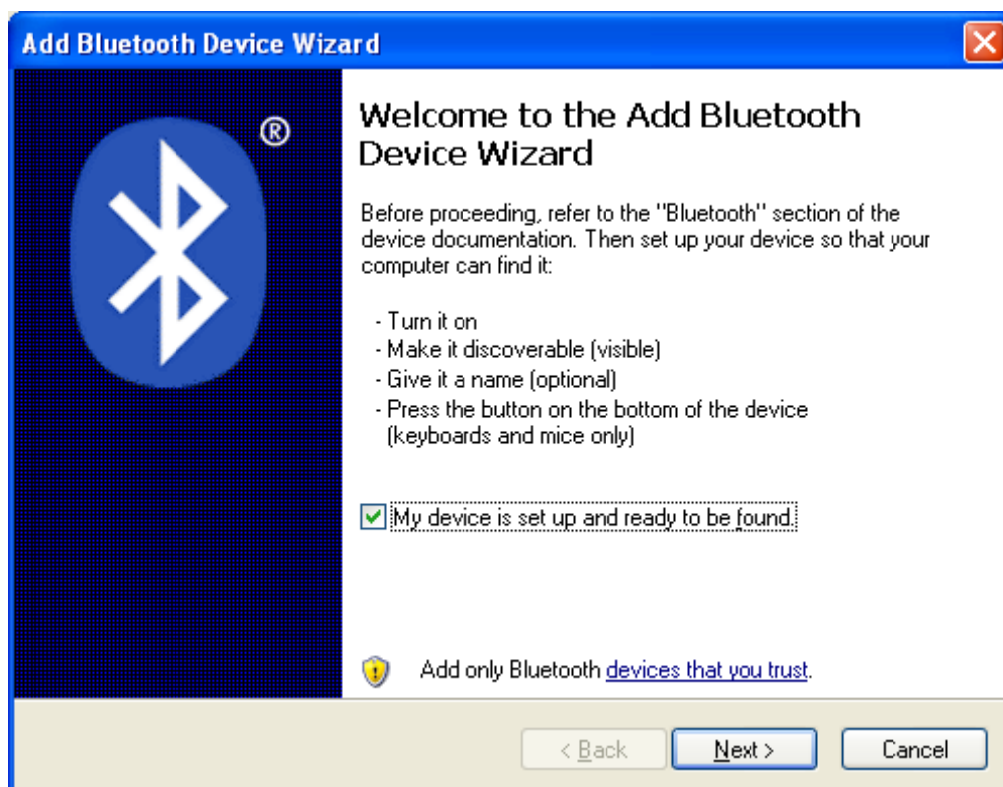 Add Bluetooth Device Wizard
®
Welcome to the Add Bluetooth
Device Wizard
Before proceeding, refer to the "Bluetooth" section of the
device documentation. Then set up your device so that your
computer can find it:
- Turn it on
- Make it discoverable (visible)
- Give it a name (optional)
- Press the button on the bottom of the device
(keyboards and mice only)
My device is set up and ready to be found.
Add only Bluetooth devices that you trust.
< Back Next > Cancel